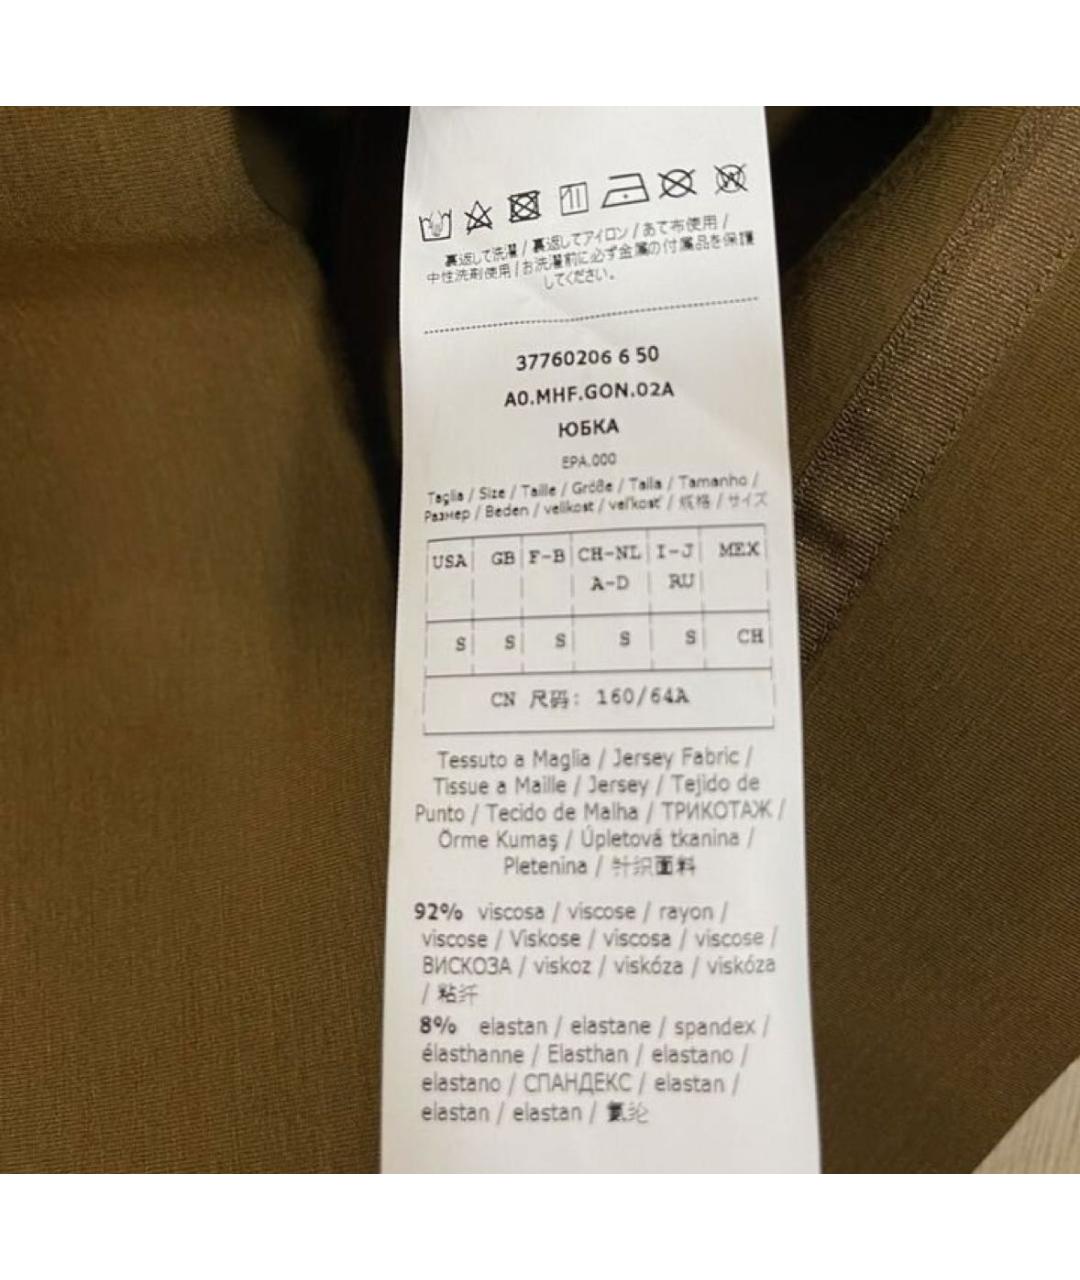 裏返して洗濯 / 裏返してアイロン / あて布使用 /
中性洗剤使用 / お洗濯前に必ず金属の付属品を保護
してください。
37760206 6 50
A0.MHF.GON.02A
ЮБКА
EPA.000
Taglia / Size / Taille / Größe / Talla / Tamanho /
Размер / Beden / velikost / veľkosť / 规格 / サイズ
USA GB F-B CH-NL I-J MEX
A-D RU
S S S S S CH
CN 尺码: 160/64A
Tessuto a Maglia / Jersey Fabric /
Tissue a Maille / Jersey / Tejido de
Punto / Tecido de Malha / ТРИКОТАЖ /
Örme Kumaş / Úpletová tkanina /
Pletenina / 针织面料
92% viscosa / viscose / rayon /
viscose / Viskose / viscosa / viscose /
ВИСКОЗА / viskoz / viskóza / viskóza
/ 粘纤
8% elastan / elastane / spandex /
élasthanne / Elasthan / elastano /
elastano / СПАНДЕКС / elastan /
elastan / elastan / 氨纶